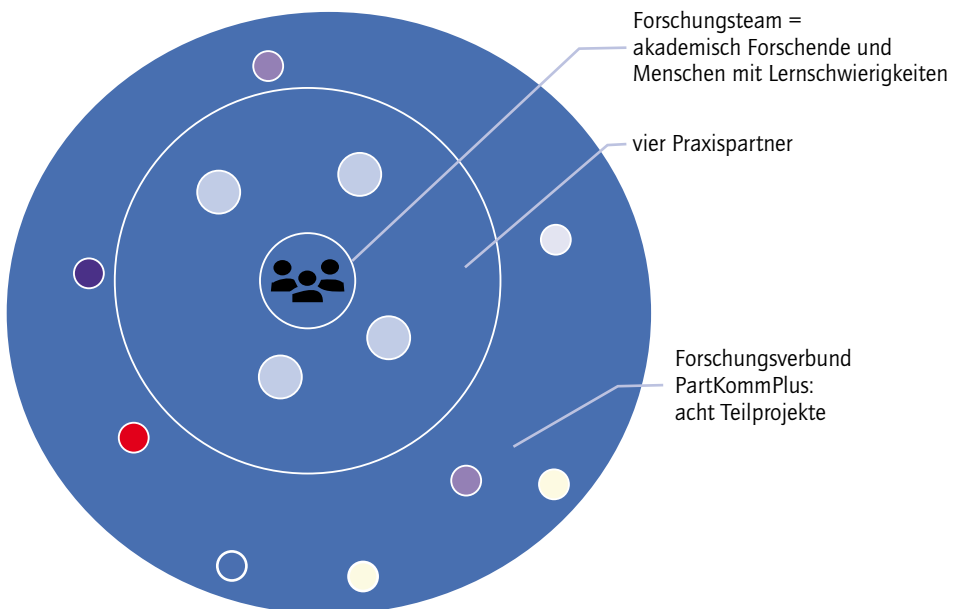 Forschungsteam =
akademisch Forschende und
Menschen mit Lernschwierigkeiten
vier Praxispartner
Forschungsverbund
PartKommPlus:
acht Teilprojekte